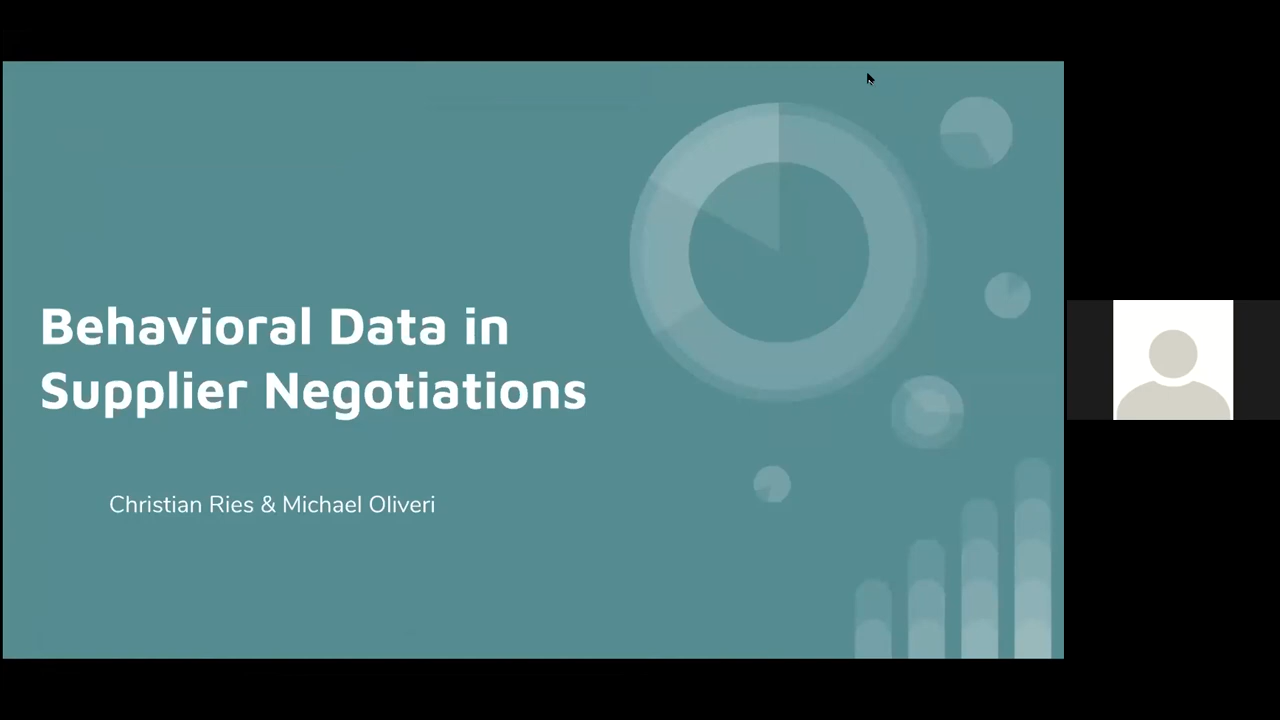 Behavioral Data in
Supplier Negotiations
Christian Ries & Michael Oliveri